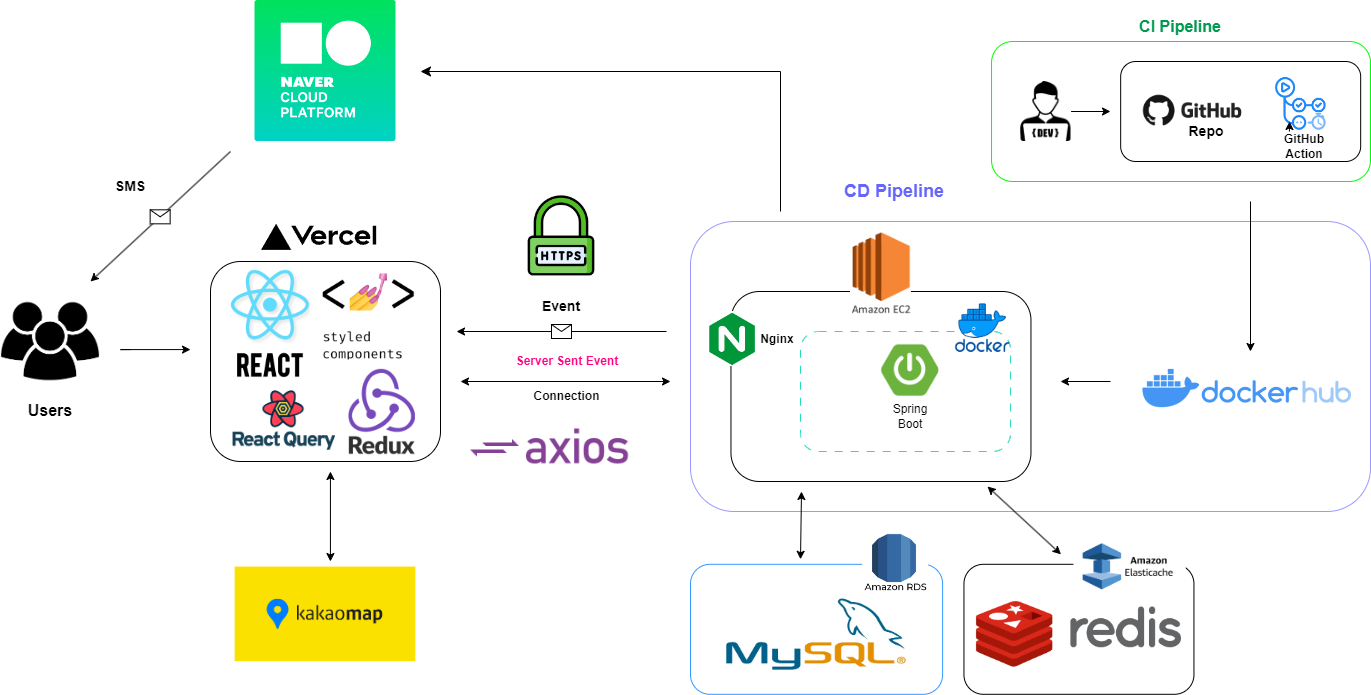 CI Pipeline
NAVER
CLOUD
PLATFORM
{DEV}
GitHub
Repo
GitHub
Action
SMS
CD Pipeline
Vercel
HTTPS
Amazon EC2
Event
styled
components
Nginx
docker
REACT
Server Sent Event
Connection
Spring
Boot
dockerhub
Users
React Query
Redux
axios
kakaomap
Amazon RDS
MySQL®
Amazon
Elasticache
redis